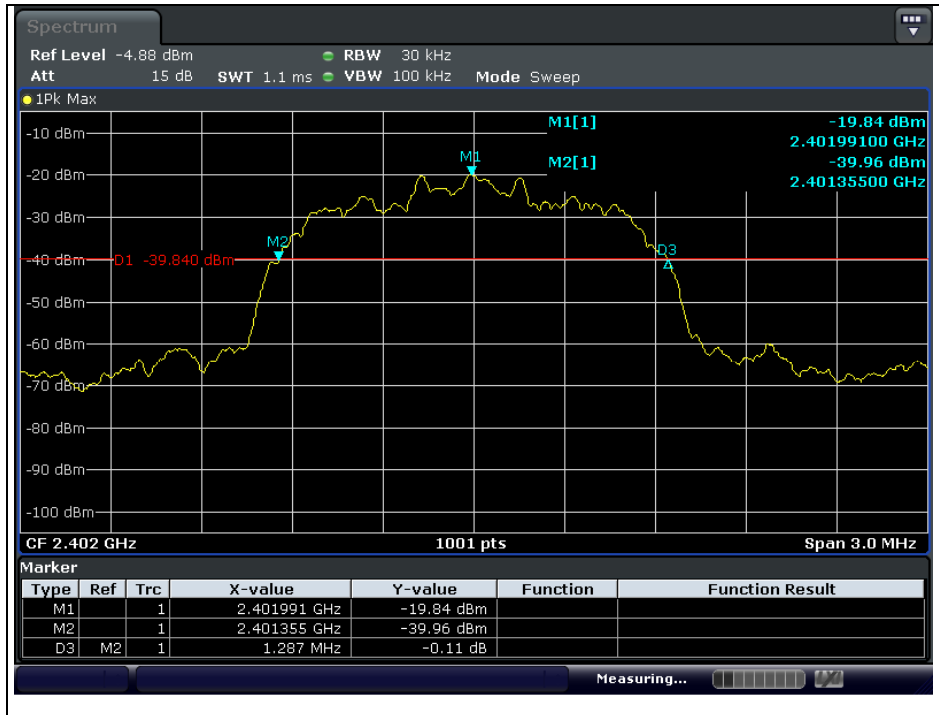 Spectrum
Ref Level -4.88 dBm RBW 30 kHz
Att 15 dB SWT 1.1 ms VBW 100 kHz Mode Sweep
1Pk Max
M1[1] -19.84 dBm
2.40199100 GHz
M2[1] -39.96 dBm
2.40135500 GHz
-10 dBm
M1
-20 dBm
-30 dBm
M2
D3
-40 dBm D1 -39.840 dBm
-50 dBm
-60 dBm
-70 dBm
-80 dBm
-90 dBm
-100 dBm
CF 2.402 GHz 1001 pts Span 3.0 MHz
Marker
Type Ref Trc X-value Y-value Function Function Result
M1 1 2.401991 GHz -19.84 dBm
M2 1 2.401355 GHz -39.96 dBm
D3 M2 1 1.287 MHz -0.11 dB
Measuring...